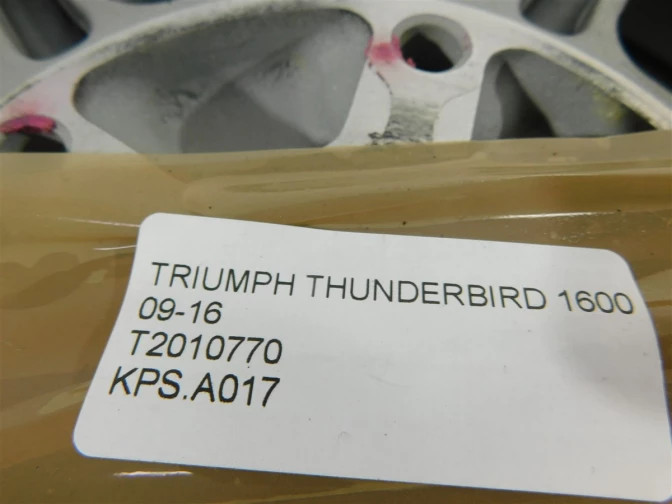 TRIUMPH THUNDERBIRD 1600
09-16
T2010770
KPS.A017